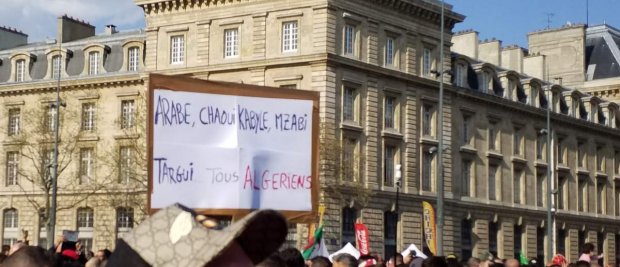 ARABE, CHAOUI KABYLE, MZABI
TARGUI TOUS ALGERIENS